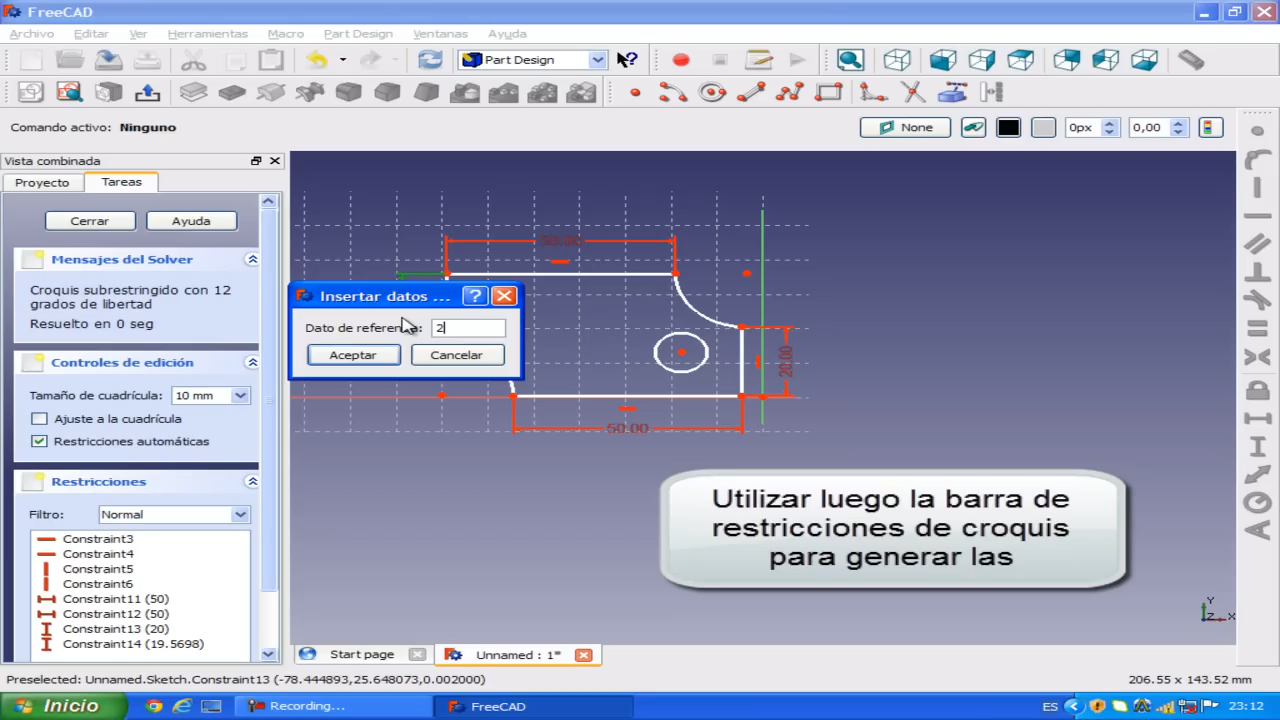 FreeCAD
Archivo Editar Ver Herramientas Macro Part Design Ventanas Ayuda
Part Design
Comando activo: Ninguno
None
0px
0,00
Vista combinada
Proyecto
Tareas
Cerrar
Ayuda
Mensajes del Solver
Croquis subrestringido con 12
grados de libertad
Resuelto en 0 seg
Controles de edición
Tamaño de cuadrícula: 10 mm
Ajuste a la cuadrícula
Restricciones automáticas
Restricciones
Filtro: Normal
Constraint3
Constraint4
Constraint5
Constraint6
Constraint11 (50)
Constraint12 (50)
Constraint13 (20)
Constraint14 (19.5698)
50.00
Insertar datos ...
Dato de referencia: 2
Aceptar
Cancelar
20.00
50.00
Utilizar luego la barra de
restricciones de croquis
para generar las
Y
Z X
Start page
Unnamed : 1*
Preselected: Unnamed.Sketch.Constraint13 (-78.444893,25.648073,0.002000)
206.55 x 143.52 mm
Inicio
Recording...
FreeCAD
ES
23:12